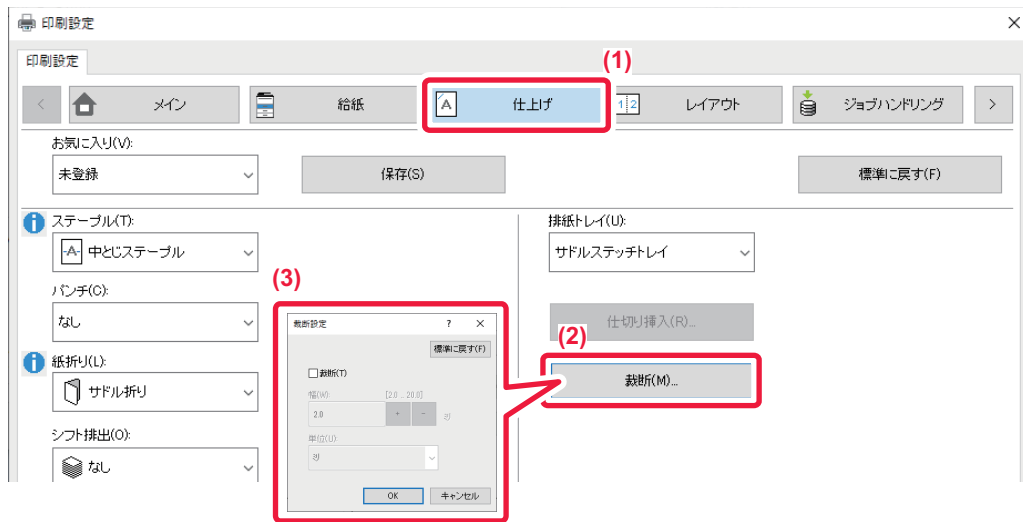 印刷設定
印刷設定
(1)
メイン
給紙
A
仕上げ
1 2
レイアウト
ジョブハンドリング
お気に入り(V):
未登録
保存(S)
標準に戻す(F)
ステープル(T):
排紙トレイ(U):
-A- 中とじステープル
サドルステッチトレイ
(3)
パンチ(C):
なし
仕切り挿入(R)...
(2)
裁断設定
?
標準に戻す(F)
紙折り(L):
サドル折り
裁断(M)...
裁断(T)
幅(W):
[2.0 ... 20.0]
2.0
+
-
ミリ
単位(U):
ミリ
シフト排出(O):
なし
OK
キャンセル